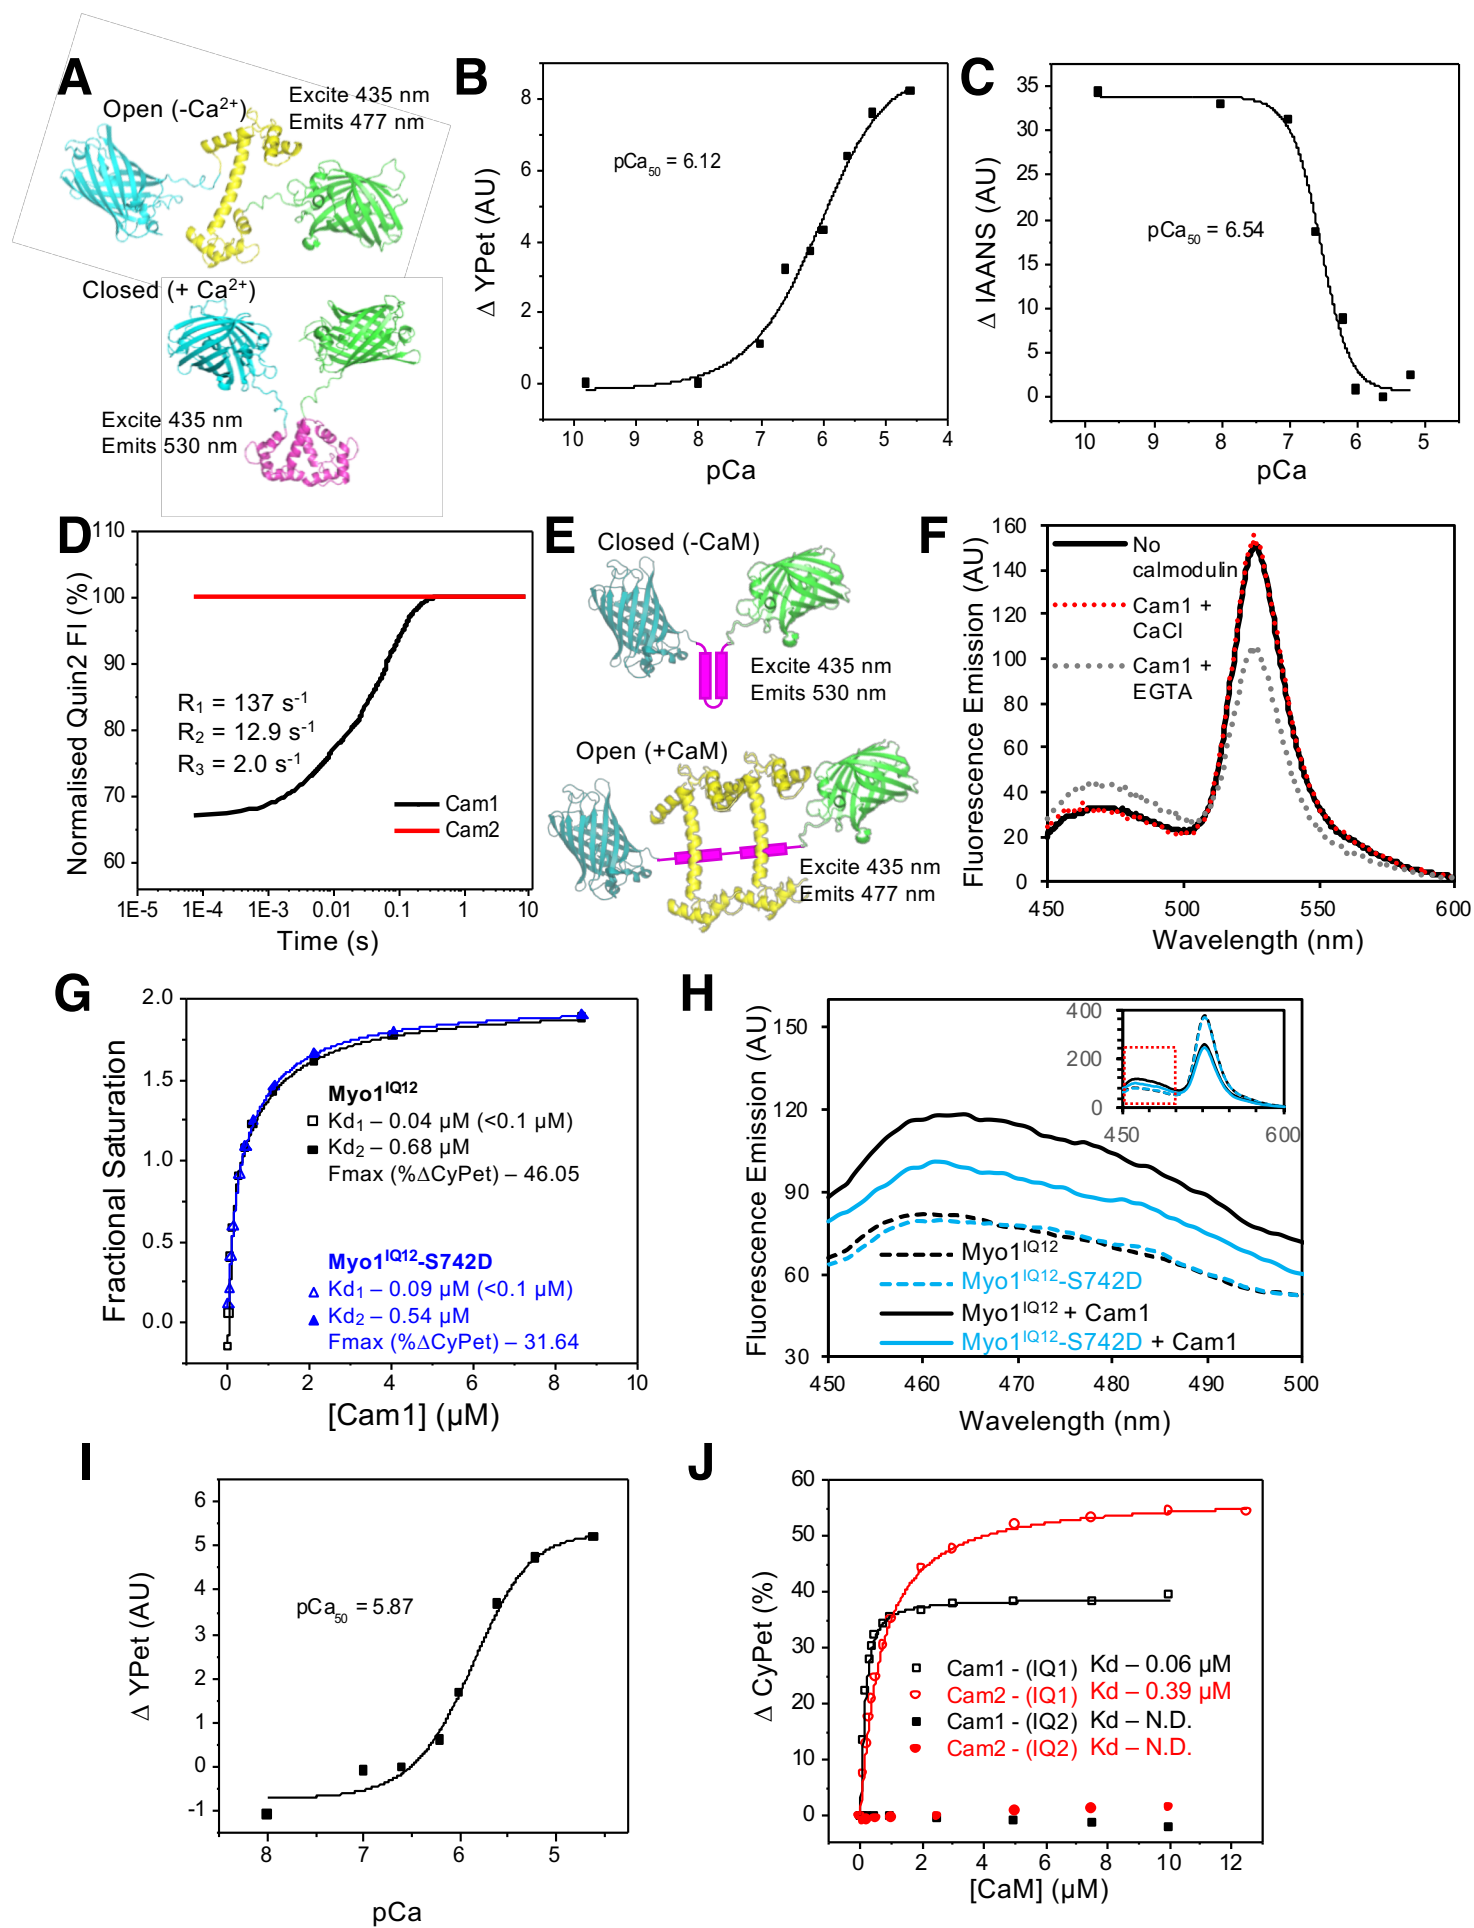 A
Open (-Ca²⁺)
Excite 435 nm
Emits 477 nm
Closed (+ Ca²⁺)
Excite 435 nm
Emits 530 nm
B
Δ YPet (AU)
8
6
4
2
0
pCa₅₀ = 6.12
10 9 8 7 6 5 4
pCa
C
Δ IAANS (AU)
35
30
25
20
15
10
5
0
pCa₅₀ = 6.54
10 9 8 7 6 5
pCa
D
Normalised Quin2 Fl (%)
110
100
90
80
70
60
R₁ = 137 s⁻¹
R₂ = 12.9 s⁻¹
R₃ = 2.0 s⁻¹
Cam1
Cam2
1E-5 1E-4 1E-3 0.01 0.1 1 10
Time (s)
E
Closed (-CaM)
Excite 435 nm
Emits 530 nm
Open (+CaM)
Excite 435 nm
Emits 477 nm
F
Fluorescence Emission (AU)
160
140
120
100
80
60
40
20
0
No
calmodulin
Cam1 +
CaCl
Cam1 +
EGTA
450 500 550 600
Wavelength (nm)
G
Fractional Saturation
2.0
1.5
1.0
0.5
0.0
Myo1ᴵQ¹²
Kd₁ – 0.04 µM (<0.1 µM)
Kd₂ – 0.68 µM
Fmax (%ΔCyPet) – 46.05
Myo1ᴵQ¹²-S742D
Kd₁ – 0.09 µM (<0.1 µM)
Kd₂ – 0.54 µM
Fmax (%ΔCyPet) – 31.64
0 2 4 6 8 10
[Cam1] (µM)
H
Fluorescence Emission (AU)
150
120
90
60
30
400
200
0
450 600
Myo1ᴵQ¹²
Myo1ᴵQ¹²-S742D
Myo1ᴵQ¹² + Cam1
Myo1ᴵQ¹²-S742D + Cam1
450 460 470 480 490 500
Wavelength (nm)
I
Δ YPet (AU)
6
5
4
3
2
1
0
-1
pCa₅₀ = 5.87
8 7 6 5
pCa
J
Δ CyPet (%)
60
50
40
30
20
10
0
Cam1 - (IQ1) Kd – 0.06 µM
Cam2 - (IQ1) Kd – 0.39 µM
Cam1 - (IQ2) Kd – N.D.
Cam2 - (IQ2) Kd – N.D.
0 2 4 6 8 10 12
[CaM] (µM)